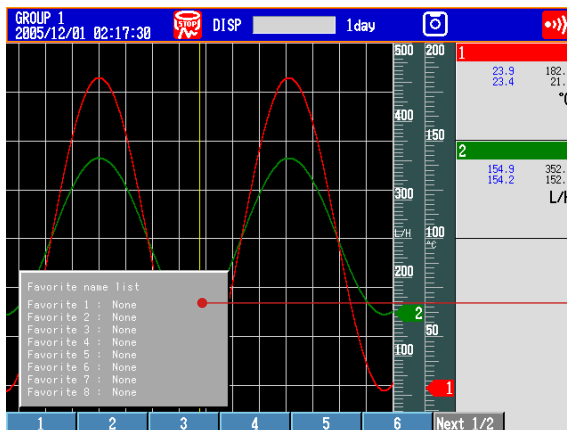 GROUP 1
2005/12/01 02:17:30
STOP
DISP
1day
500 200
400
150
300
L/H 100
°C
200
2
50
100
1
1
23.9 182.
23.4 21.
2
154.9 352.
154.2 152.
L/H
Favorite name list
Favorite 1 : None
Favorite 2 : None
Favorite 3 : None
Favorite 4 : None
Favorite 5 : None
Favorite 6 : None
Favorite 7 : None
Favorite 8 : None
1 2 3 4 5 6 Next 1/2